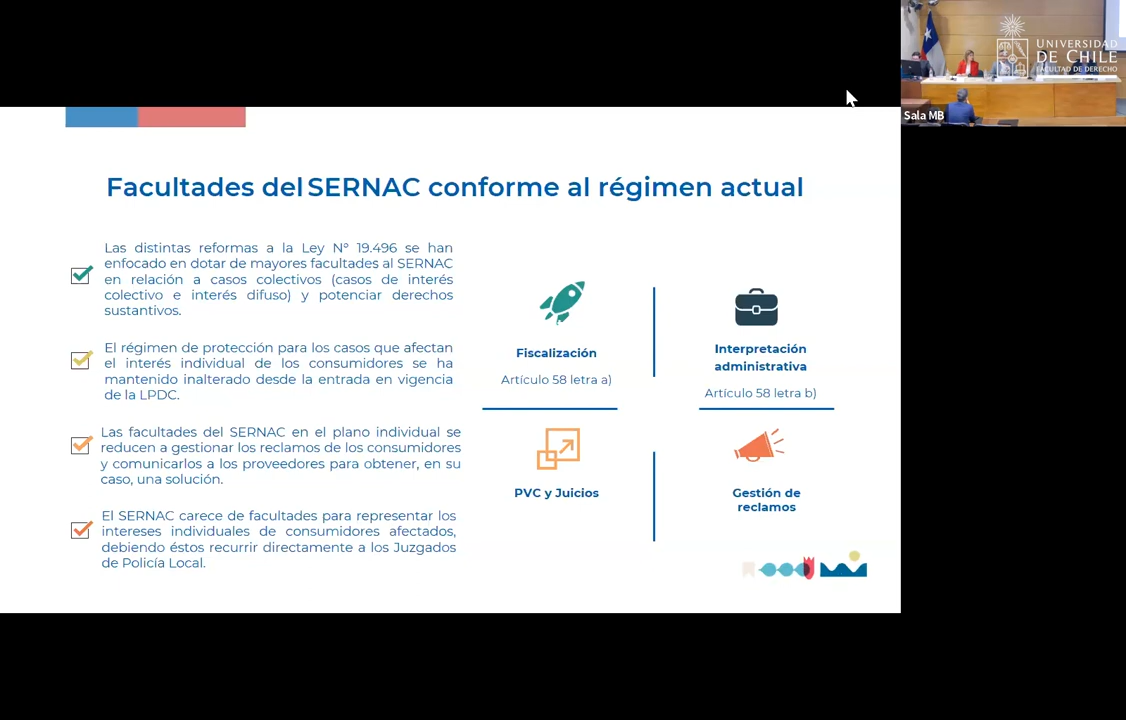 UNIVERSIDAD
DE CHILE
FACULTAD DE DERECHO
Sala MB
Facultades del SERNAC conforme al régimen actual
Las distintas reformas a la Ley N° 19.496 se han
enfocado en dotar de mayores facultades al SERNAC
en relación a casos colectivos (casos de interés
colectivo e interés difuso) y potenciar derechos
sustantivos.
El régimen de protección para los casos que afectan
el interés individual de los consumidores se ha
mantenido inalterado desde la entrada en vigencia
de la LPDC.
Las facultades del SERNAC en el plano individual se
reducen a gestionar los reclamos de los consumidores
y comunicarlos a los proveedores para obtener, en su
caso, una solución.
El SERNAC carece de facultades para representar los
intereses individuales de consumidores afectados,
debiendo éstos recurrir directamente a los Juzgados
de Policía Local.
Fiscalización
Artículo 58 letra a)
Interpretación
administrativa
Artículo 58 letra b)
PVC y Juicios
Gestión de
reclamos